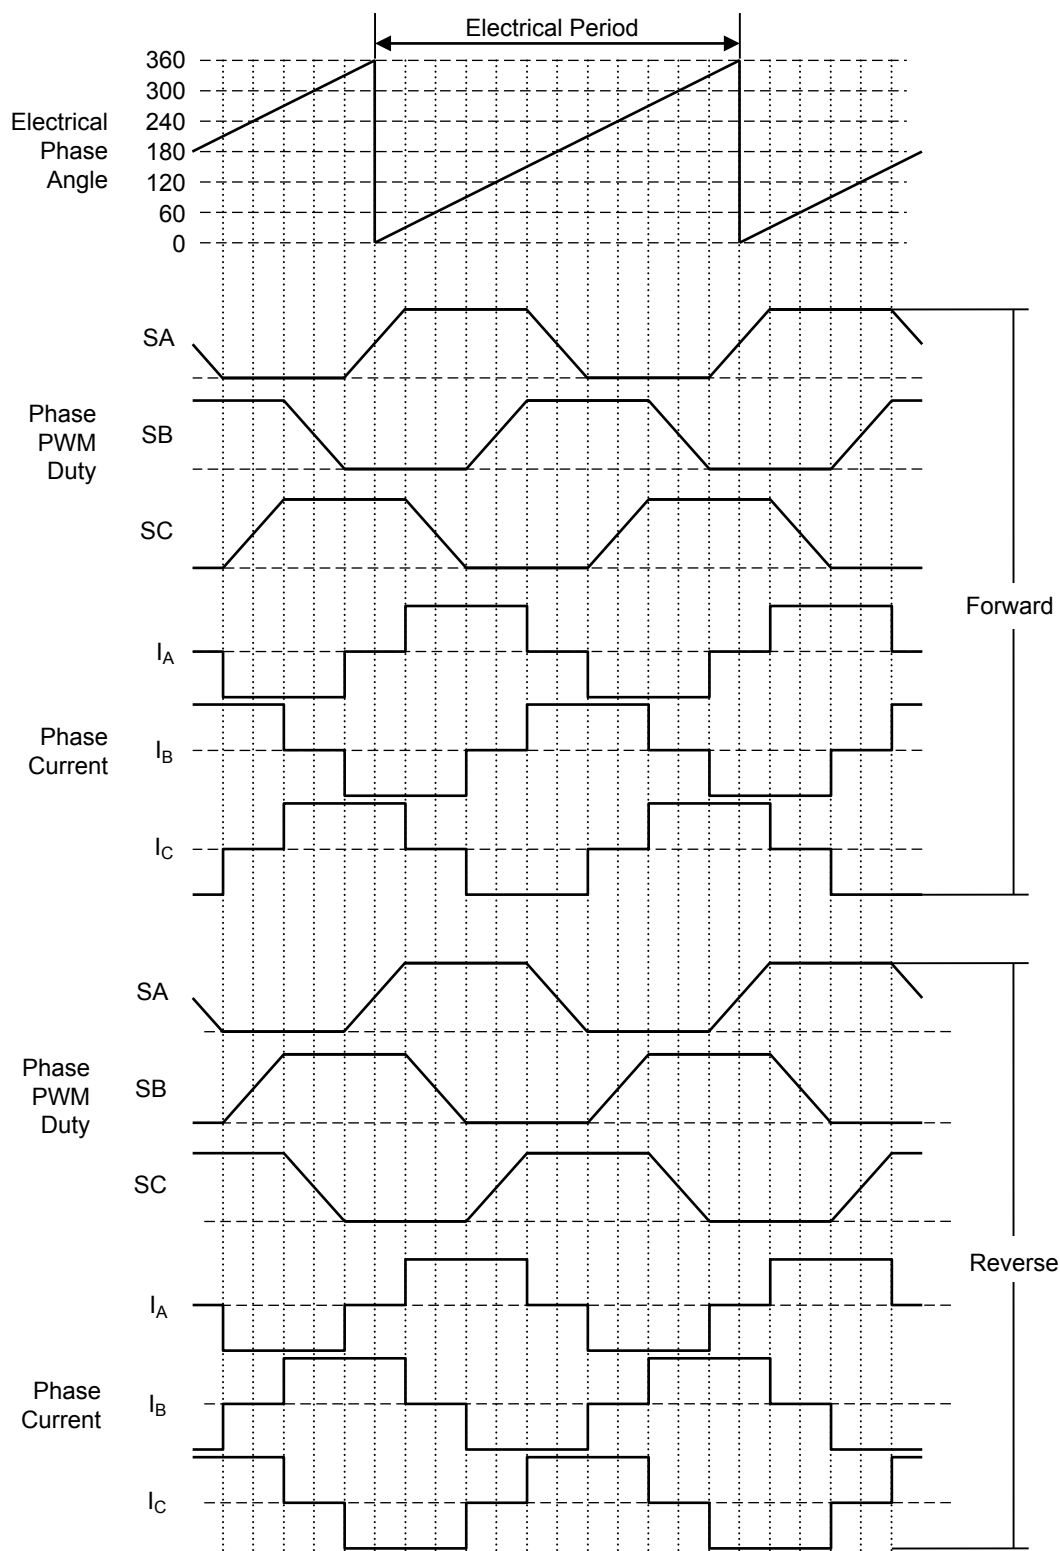 Electrical Period
360
300
240
180
120
60
0
Electrical
Phase
Angle
SA
Phase
PWM
Duty
SB
SC
Forward
I_A
Phase
Current
I_B
I_C
SA
Phase
PWM
Duty
SB
SC
Reverse
I_A
Phase
Current
I_B
I_C